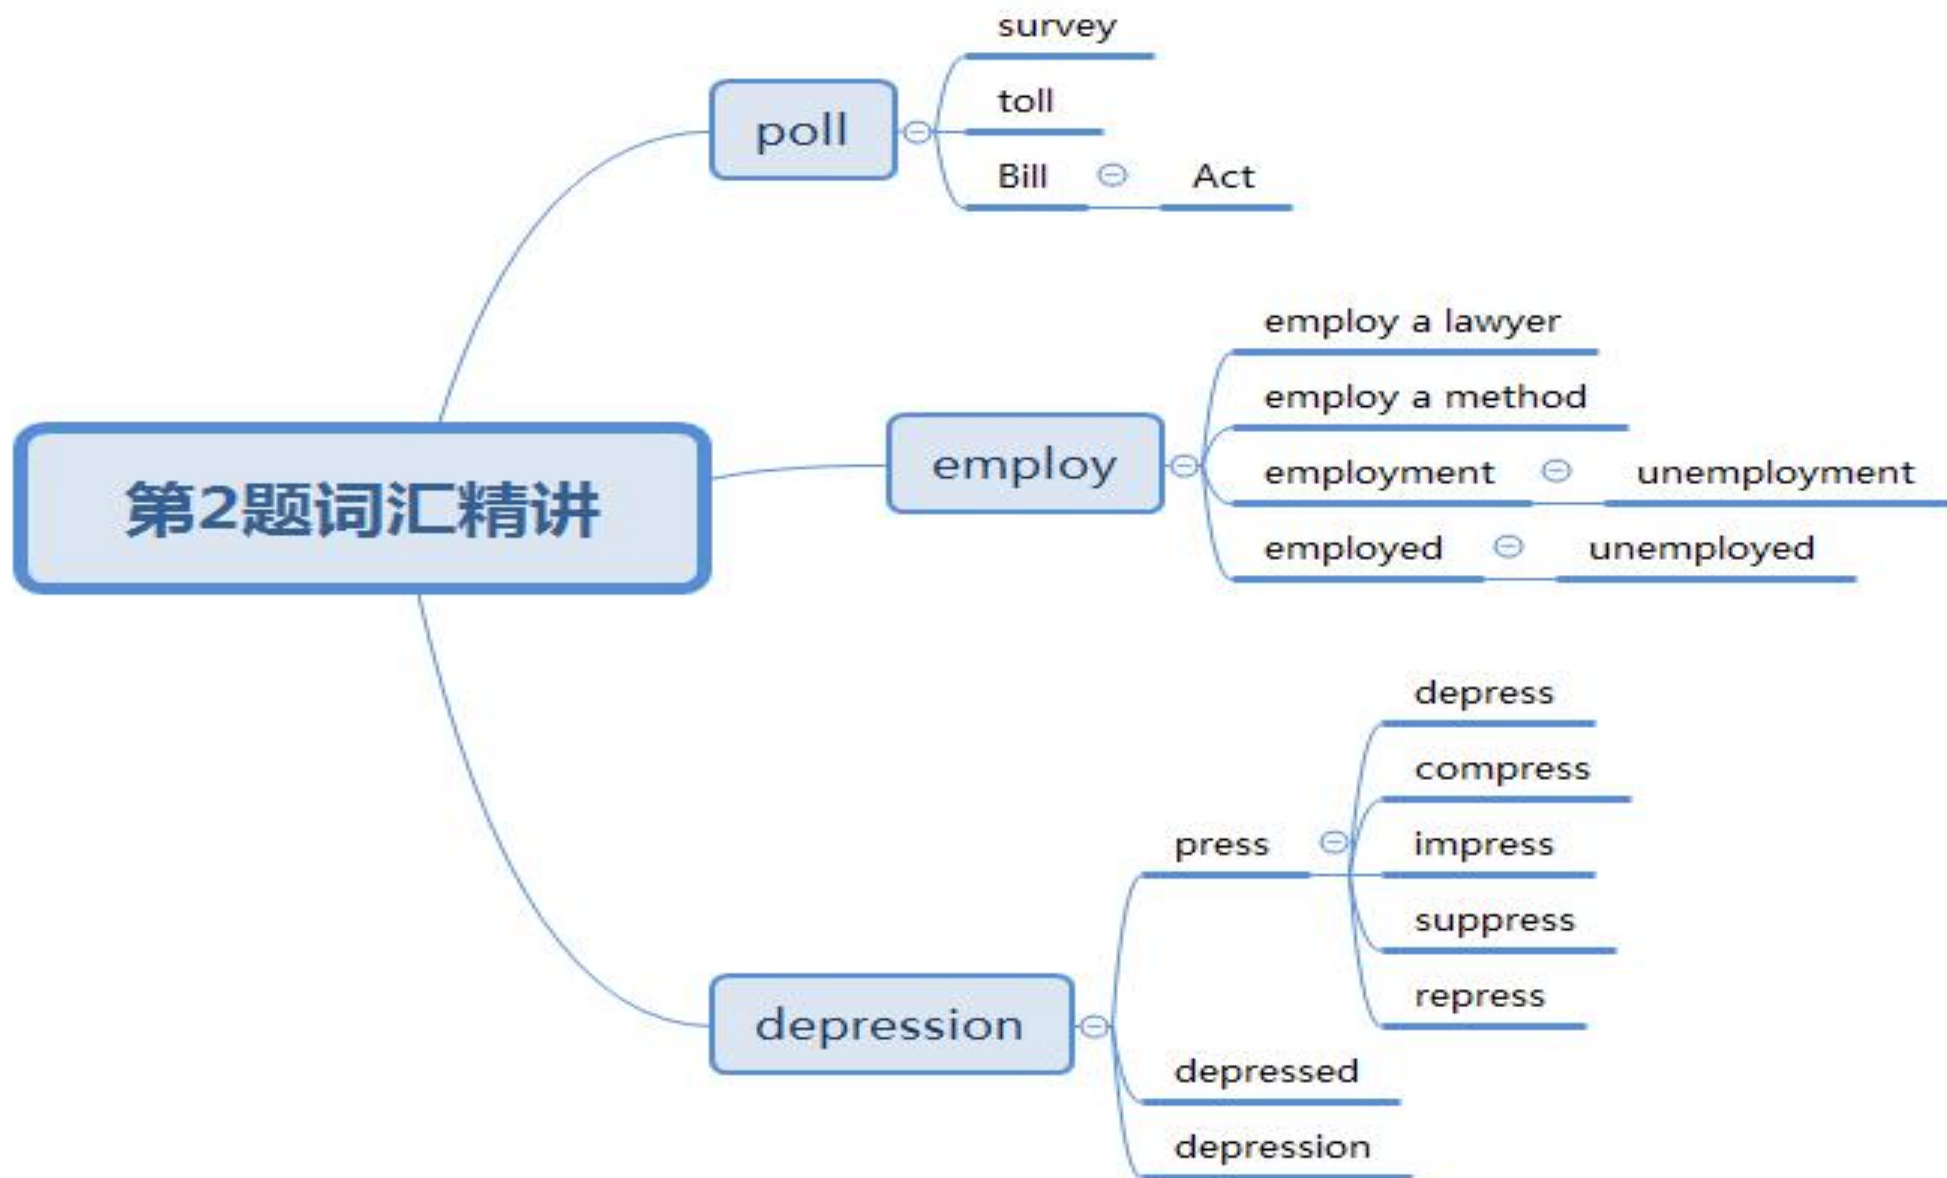 survey
poll
toll
Bill
Act
第2题词汇精讲
employ
employ a lawyer
employ a method
employment
unemployment
employed
unemployed
depression
press
depress
compress
impress
suppress
repress
depressed
depression